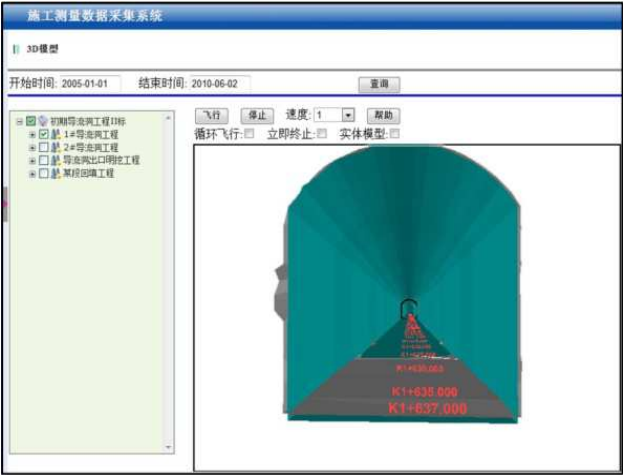 施工测量数据采集系统
3D模型
开始时间: 2005-01-01 结束时间: 2010-06-02 查询
飞行 停止 速度: 1 帮助
循环飞行: 立即终止: 实体模型:
初期导流洞工程II标
1#导流洞工程
2#导流洞工程
导流洞出口明挖工程
某段回填工程
K1+630,000
K1+635,000
K1+637,000